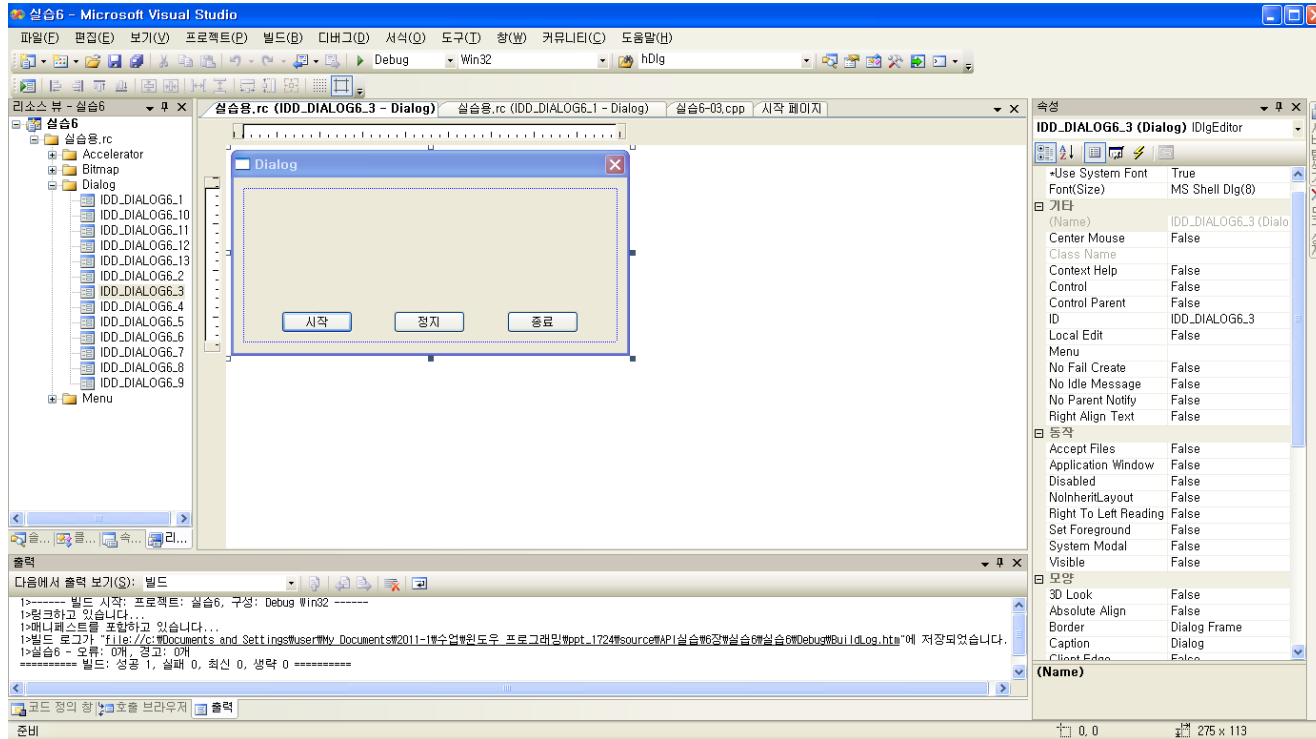 실습6 - Microsoft Visual Studio
파일(F) 편집(E) 보기(V) 프로젝트(P) 빌드(B) 디버그(D) 서식(O) 도구(T) 창(W) 커뮤니티(C) 도움말(H)
Debug Win32 hDlg
리소스 뷰 - 실습6
실습6
실습용.rc
Accelerator
Bitmap
Dialog
IDD_DIALOG6_1
IDD_DIALOG6_10
IDD_DIALOG6_11
IDD_DIALOG6_12
IDD_DIALOG6_13
IDD_DIALOG6_2
IDD_DIALOG6_3
IDD_DIALOG6_4
IDD_DIALOG6_5
IDD_DIALOG6_6
IDD_DIALOG6_7
IDD_DIALOG6_8
IDD_DIALOG6_9
Menu
솔... 클... 속... 리...
실습용.rc (IDD_DIALOG6_3 - Dialog) 실습용.rc (IDD_DIALOG6_1 - Dialog) 실습6-03.cpp 시작 페이지
Dialog
시작 정지 종료
속성
IDD_DIALOG6_3 (Dialog) IDlgEditor
*Use System Font True
Font(Size) MS Shell Dlg(8)
기타
(Name) IDD_DIALOG6_3 (Dialo
Center Mouse False
Class Name
Context Help False
Control False
Control Parent False
ID IDD_DIALOG6_3
Local Edit False
Menu
No Fail Create False
No Idle Message False
No Parent Notify False
Right Align Text False
동작
Accept Files False
Application Window False
Disabled False
NoInheritLayout False
Right To Left Reading False
Set Foreground False
System Modal False
Visible False
모양
3D Look False
Absolute Align False
Border Dialog Frame
Caption Dialog
Client Edge False
(Name)
출력
다음에서 출력 보기(S): 빌드
1>------ 빌드 시작: 프로젝트: 실습6, 구성: Debug Win32 ------
1>링크하고 있습니다...
1>매니페스트를 포함하고 있습니다...
1>빌드 로그가 "file://c:₩Documents and Settings₩user₩My Documents₩2011-1₩수업₩윈도우 프로그래밍₩ppt_1724₩source₩API실습₩6장₩실습6₩실습6₩Debug₩BuildLog.htm"에 저장되었습니다.
1>실습6 - 오류: 0개, 경고: 0개
========== 빌드: 성공 1, 실패 0, 최신 0, 생략 0 ==========
코드 정의 창 호출 브라우저 출력
준비 0, 0 275 x 113